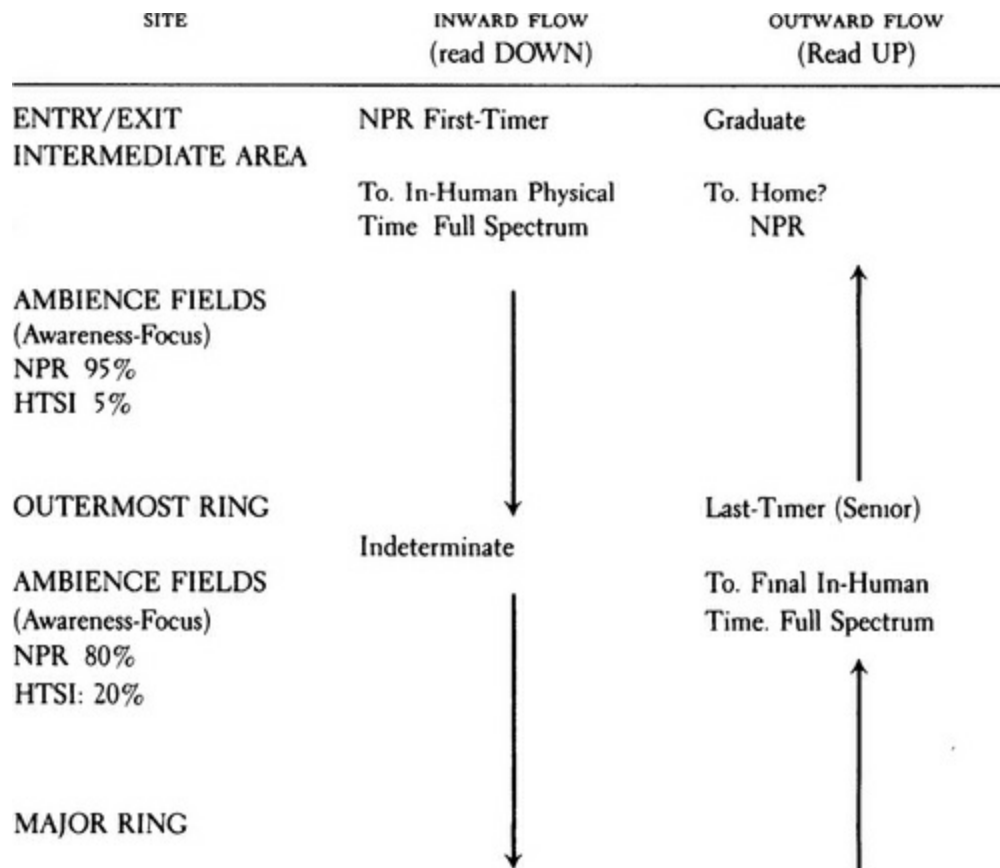 SITE INWARD FLOW OUTWARD FLOW
(read DOWN) (Read UP)
ENTRY/EXIT NPR First-Timer Graduate
INTERMEDIATE AREA
To. In-Human Physical To. Home?
Time Full Spectrum NPR
AMBIENCE FIELDS
(Awareness-Focus)
NPR 95%
HTSI 5%
OUTERMOST RING Last-Timer (Senior)
Indeterminate
AMBIENCE FIELDS To. Final In-Human
(Awareness-Focus) Time. Full Spectrum
NPR 80%
HTSI: 20%
MAJOR RING